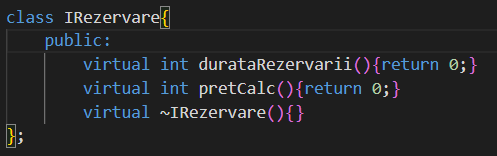 class IRezervare{
    public:
        virtual int durataRezervarii(){return 0;}
        virtual int pretCalc(){return 0;}
        virtual ~IRezervare(){}
};